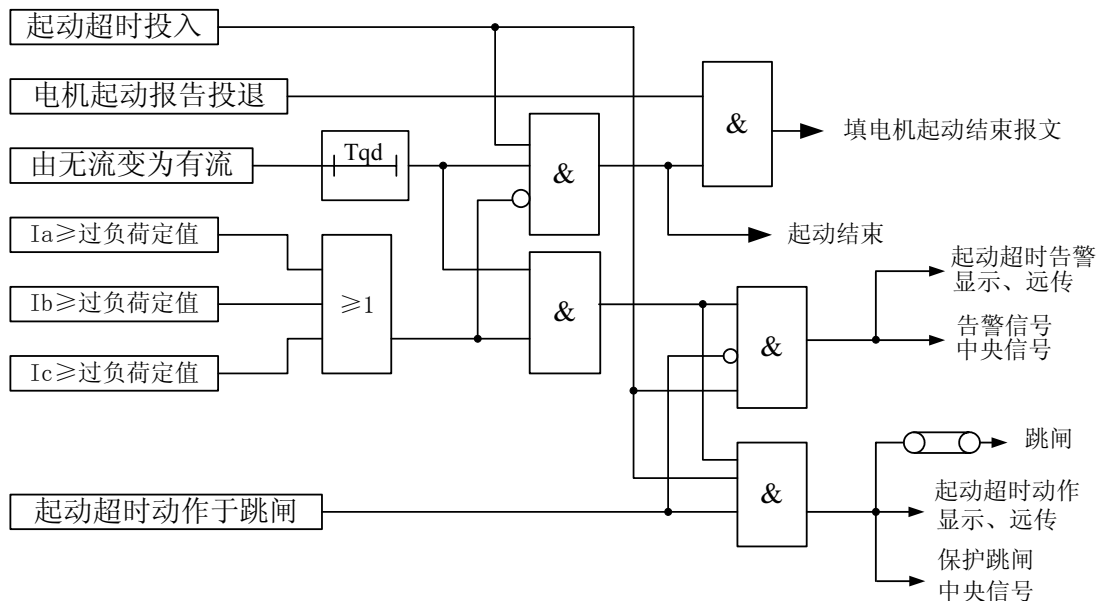 起动超时投入
电机起动报告投退
&
填电机起动结束报文
由无流变为有流
Tqd
&
起动结束
Ia≥过负荷定值
起动超时告警
显示、远传
Ib≥过负荷定值
≥1
&
&
告警信号
中央信号
Ic≥过负荷定值
跳闸
起动超时动作于跳闸
&
起动超时动作
显示、远传
保护跳闸
中央信号